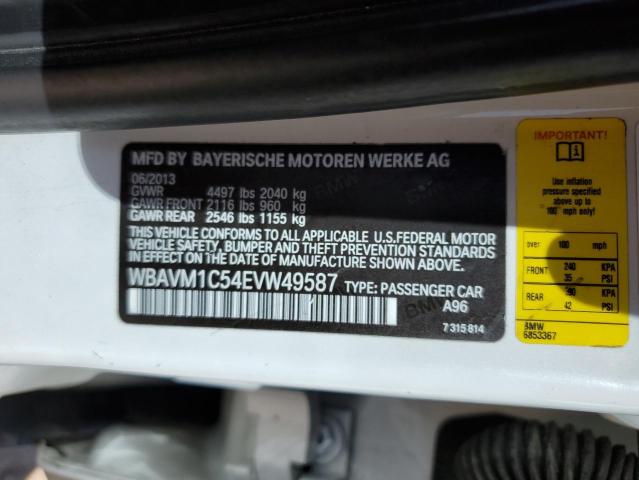 MFD BY BAYERISCHE MOTOREN WERKE AG
06/2013
GVWR 4497 lbs 2040 kg
GAWR FRONT 2116 lbs 960 kg
GAWR REAR 2546 lbs 1155 kg
THIS VEHICLE CONFORMS TO ALL APPLICABLE U.S.FEDERAL MOTOR
VEHICLE SAFETY, BUMPER AND THEFT PREVENTION STANDARDS
IN EFFECT ON THE DATE OF MANUFACTURE SHOWN ABOVE.
WBAVM1C54EVW49587 TYPE: PASSENGER CAR
A96
7 315 814
BMW
BMW
IMPORTANT!
Use inflation
pressure specified
above up to
100 mph only
over 100 mph
FRONT 240 KPA
35 PSI
REAR 290 KPA
42 PSI
BMW
6853367